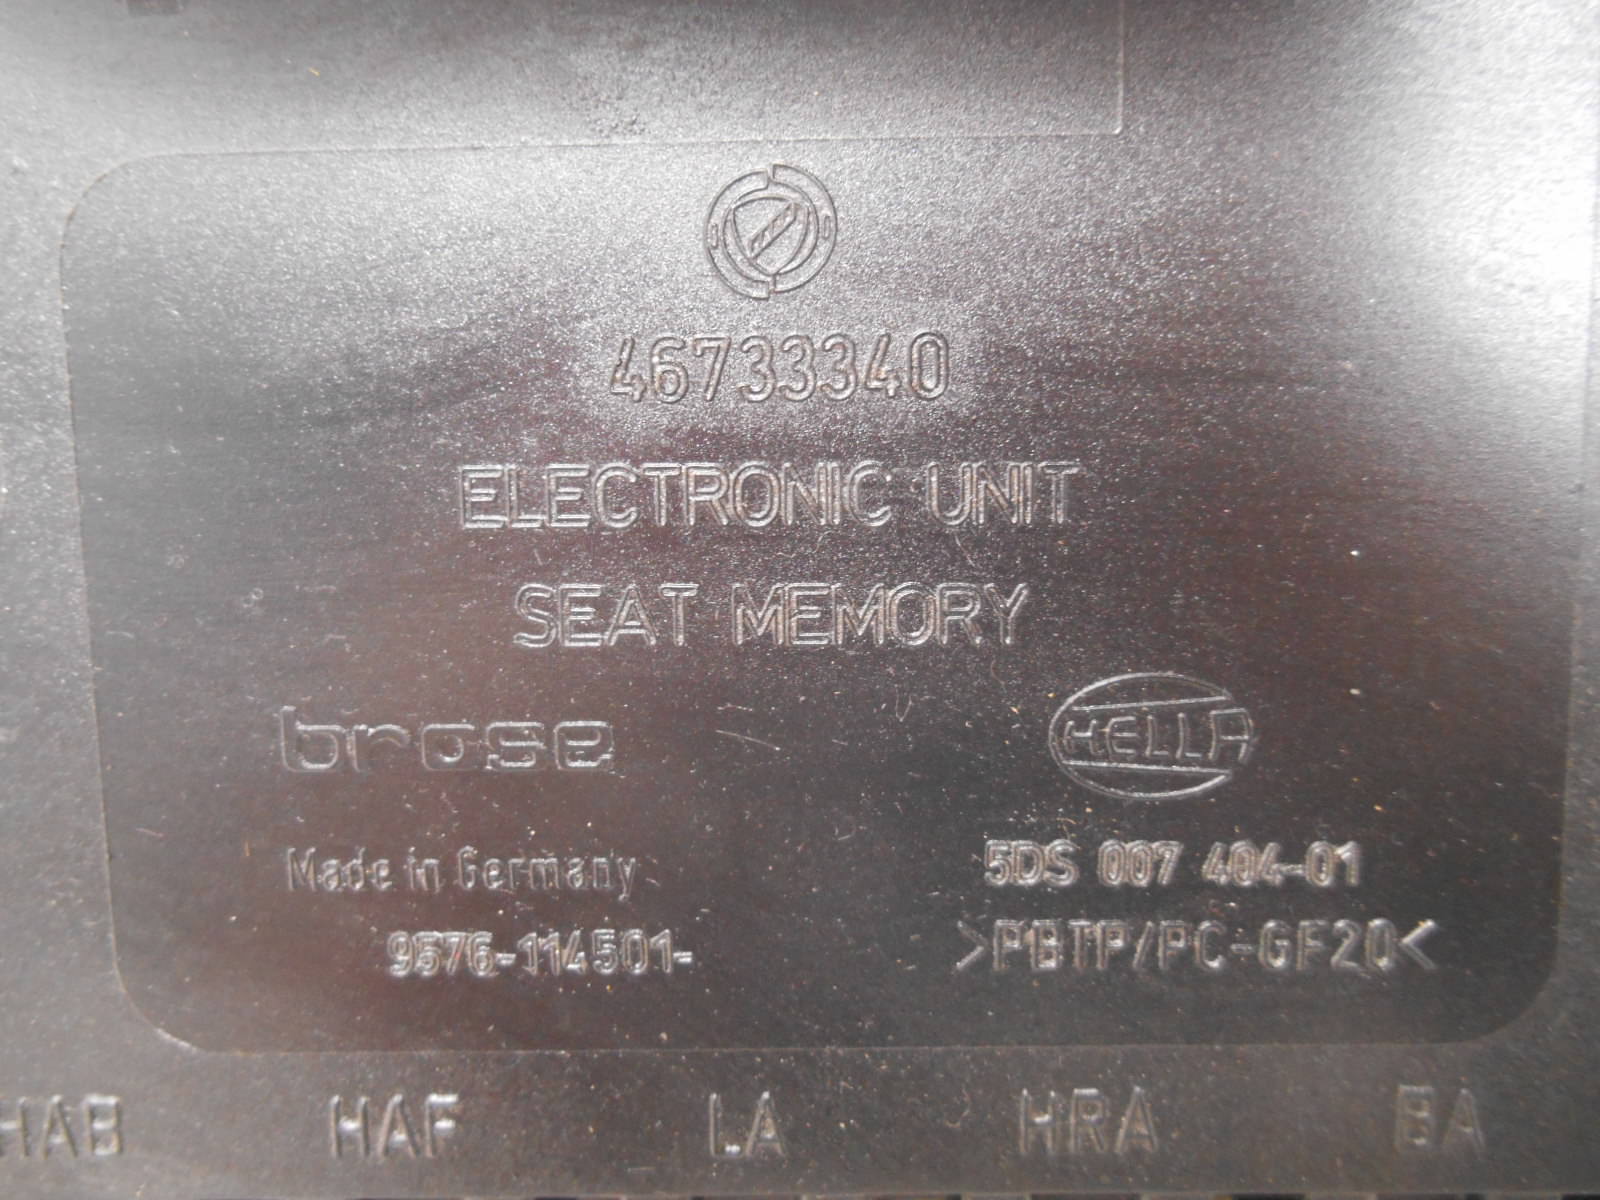 46733340
ELECTRONIC UNIT
SEAT MEMORY
brose HELLA
Made in Germany 5DS 007 404-01
9576-114501- >PBTP/PC-GF20<
HAB HAF LA HRA BA